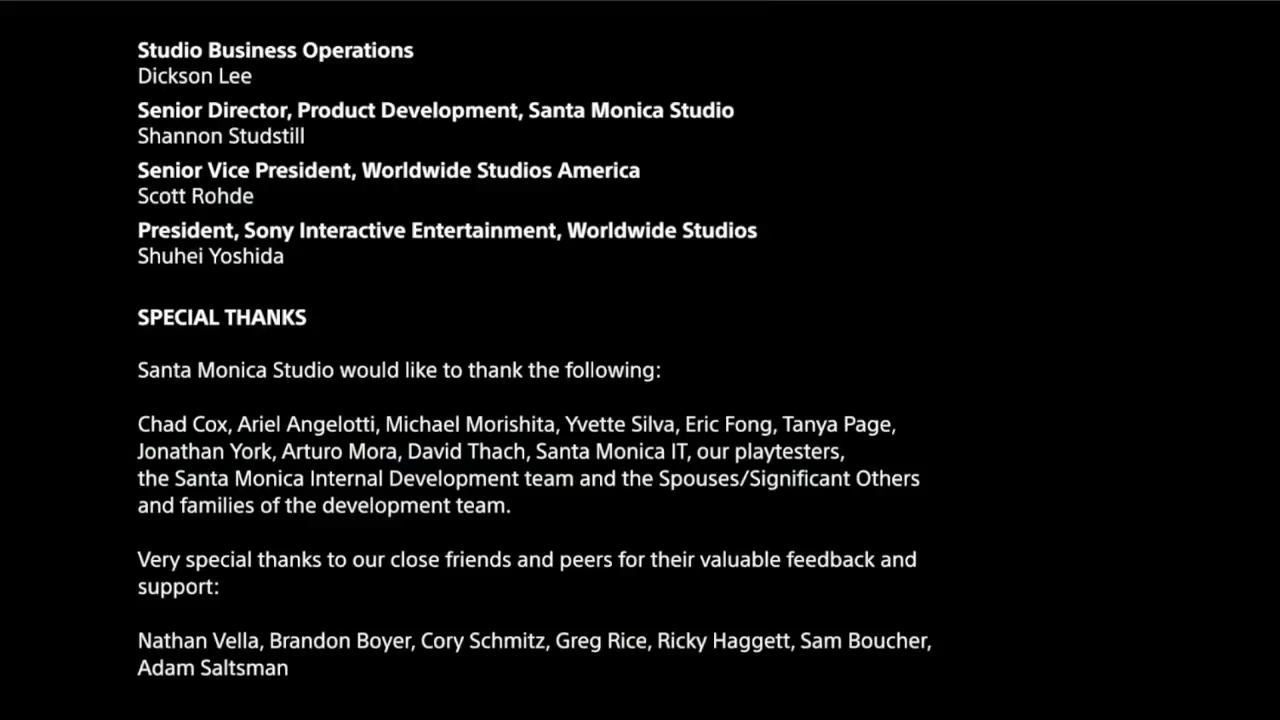 Studio Business Operations
Dickson Lee
Senior Director, Product Development, Santa Monica Studio
Shannon Studstill
Senior Vice President, Worldwide Studios America
Scott Rohde
President, Sony Interactive Entertainment, Worldwide Studios
Shuhei Yoshida
SPECIAL THANKS
Santa Monica Studio would like to thank the following:
Chad Cox, Ariel Angelotti, Michael Morishita, Yvette Silva, Eric Fong, Tanya Page,
Jonathan York, Arturo Mora, David Thach, Santa Monica IT, our playtesters,
the Santa Monica Internal Development team and the Spouses/Significant Others
and families of the development team.
Very special thanks to our close friends and peers for their valuable feedback and
support:
Nathan Vella, Brandon Boyer, Cory Schmitz, Greg Rice, Ricky Haggett, Sam Boucher,
Adam Saltsman